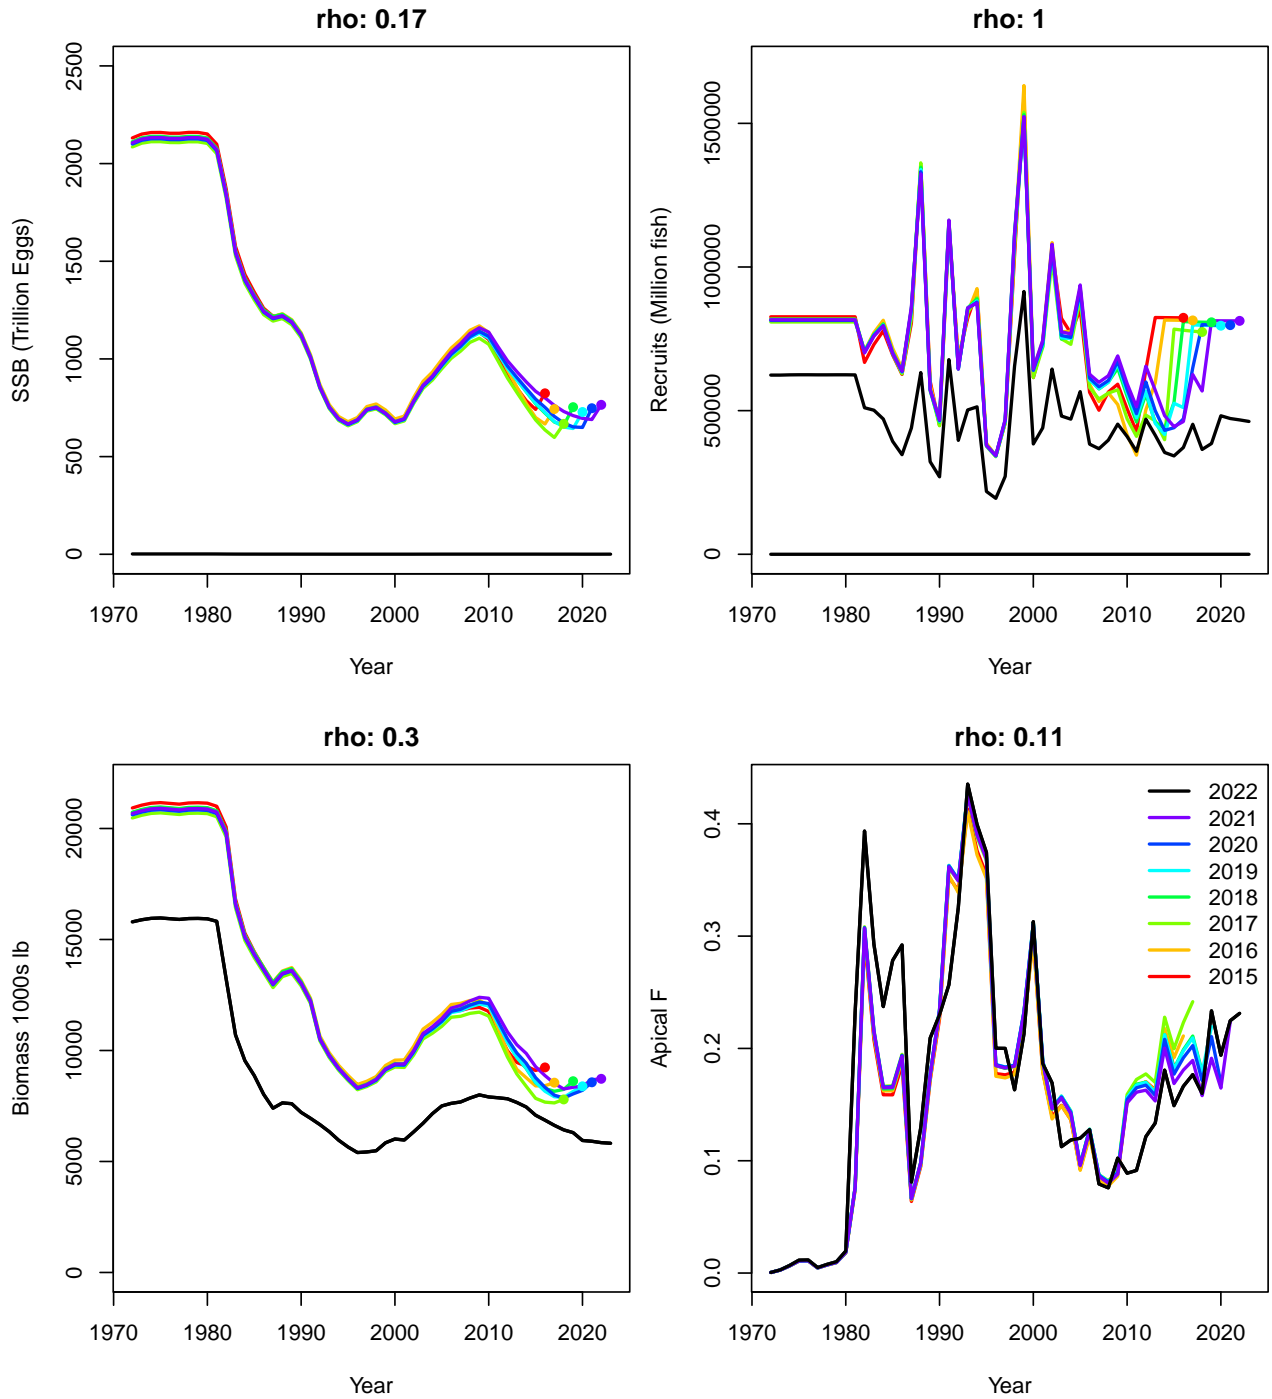 rho: 0.17
SSB (Trillion Eggs)
2500
2000
1500
1000
500
0
1970 1980 1990 2000 2010 2020
Year
rho: 1
Recruits (Million fish)
1500000
1000000
500000
0
1970 1980 1990 2000 2010 2020
Year
rho: 0.3
Biomass 1000s lb
20000
15000
10000
5000
0
1970 1980 1990 2000 2010 2020
Year
rho: 0.11
Apical F
0.4
0.3
0.2
0.1
0.0
2022
2021
2020
2019
2018
2017
2016
2015
1970 1980 1990 2000 2010 2020
Year